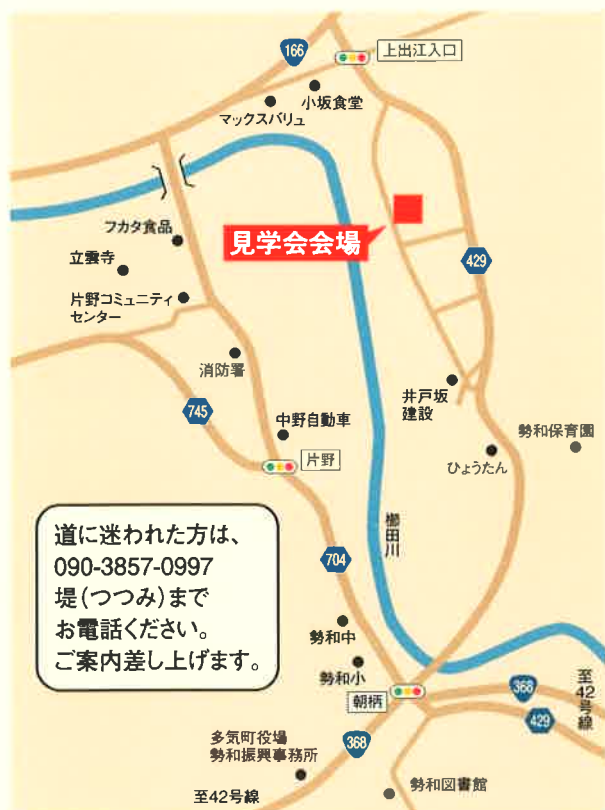 166
上出江入口
小坂食堂
マックスバリュ
フカタ食品
立雲寺
片野コミュニティ
センター
見学会会場
429
消防署
745
中野自動車
片野
井戸坂
建設
勢和保育園
ひょうたん
櫛田川
道に迷われた方は、
090-3857-0997
堤(つつみ)まで
お電話ください。
ご案内差し上げます。
704
勢和中
勢和小
朝柄
368
429
至42号線
多気町役場
勢和振興事務所
368
至42号線
勢和図書館